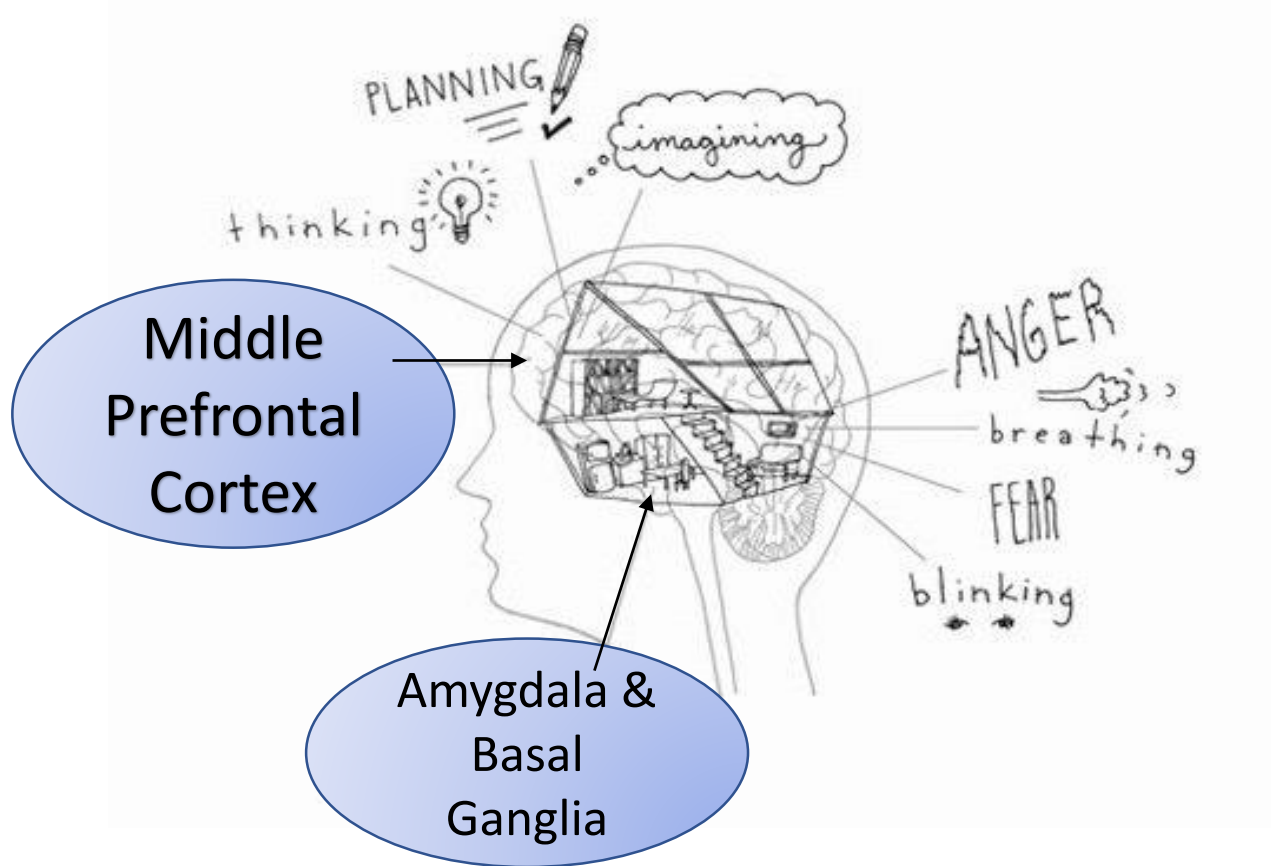 PLANNING
imagining
thinking
Middle
Prefrontal
Cortex
ANGER
breathing
FEAR
blinking
Amygdala &
Basal
Ganglia